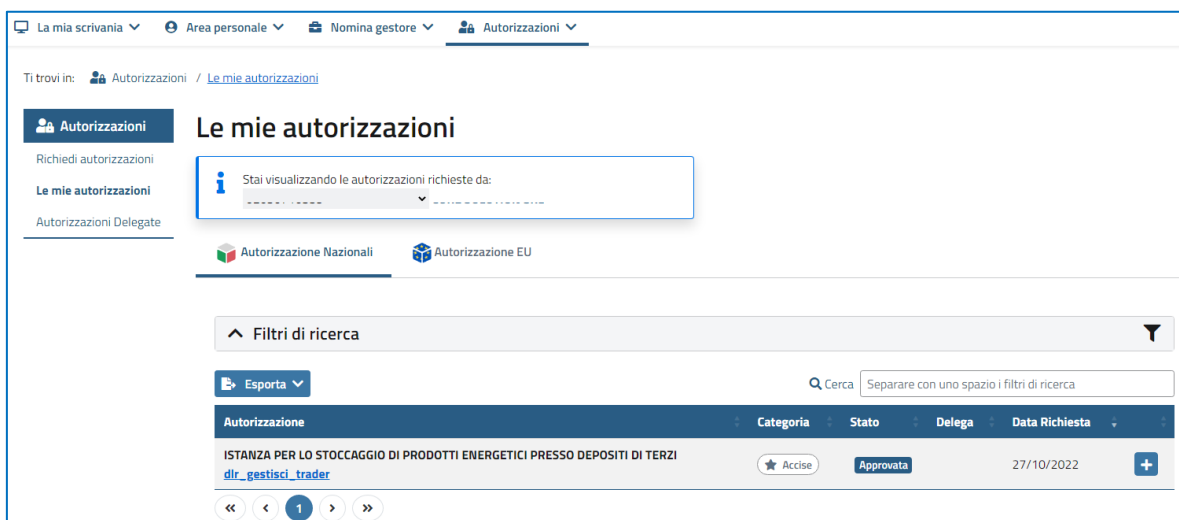 La mia scrivania Area personale Nomina gestore Autorizzazioni
Ti trovi in: Autorizzazioni / Le mie autorizzazioni
Autorizzazioni
Richiedi autorizzazioni
Le mie autorizzazioni
Autorizzazioni Delegate
Le mie autorizzazioni
Stai visualizzando le autorizzazioni richieste da:
Autorizzazione Nazionali Autorizzazione EU
Filtri di ricerca
Esporta Cerca Separare con uno spazio i filtri di ricerca
Autorizzazione Categoria Stato Delega Data Richiesta
ISTANZA PER LO STOCCAGGIO DI PRODOTTI ENERGETICI PRESSO DEPOSITI DI TERZI
dlr_gestisci_trader Accise Approvata 27/10/2022 +
« ‹ 1 › »